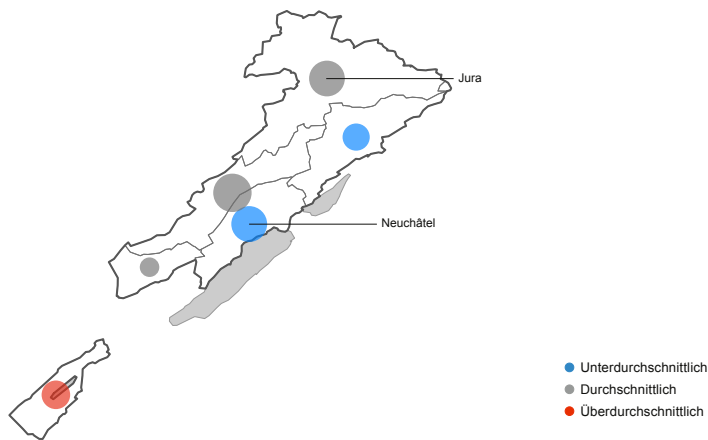 Jura
Neuchâtel
Unterdurchschnittlich
Durchschnittlich
Überdurchschnittlich